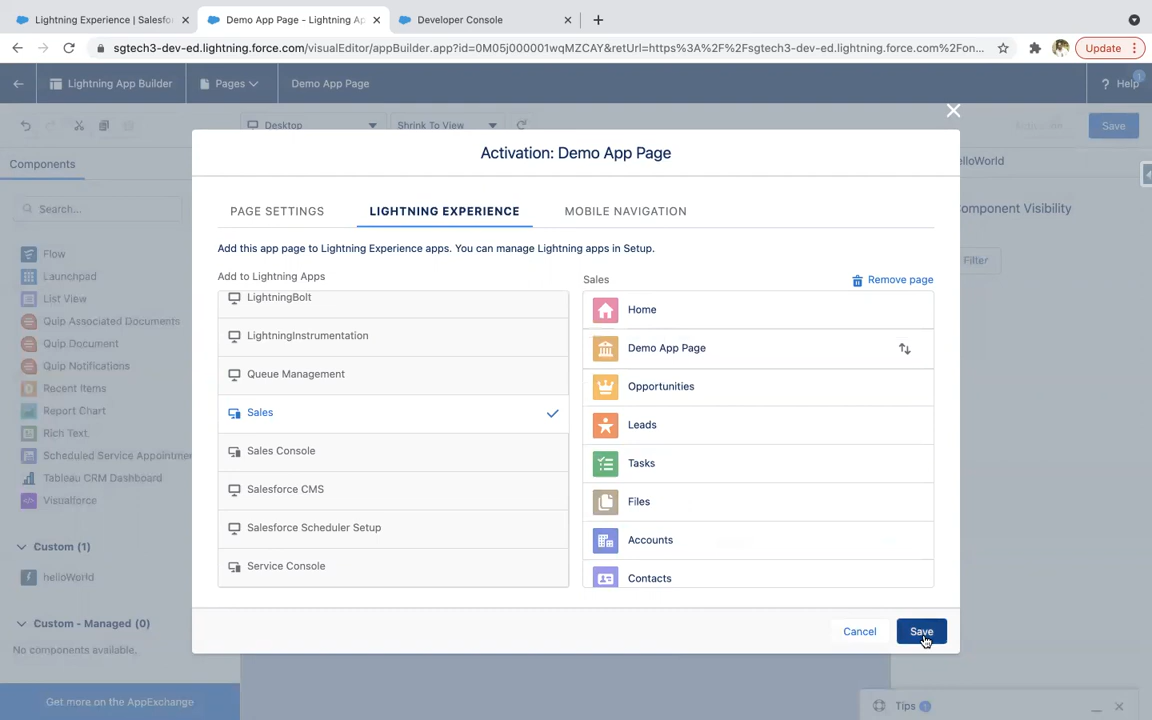 Lightning Experience | Salesfo
Demo App Page - Lightning Ap
Developer Console
sgtech3-dev-ed.lightning.force.com/visualEditor/appBuilder.app?id=0M05j000001wqMZCAY&retUrl=https%3A%2F%2Fsgtech3-dev-ed.lightning.force.com%2Fon...
Update
Lightning App Builder
Pages
Demo App Page
? Help
Desktop
Shrink To View
Save
Components
elloWorld
Activation: Demo App Page
PAGE SETTINGS
LIGHTNING EXPERIENCE
MOBILE NAVIGATION
Search...
omponent Visibility
Filter
Add this app page to Lightning Experience apps. You can manage Lightning apps in Setup.
Add to Lightning Apps
Sales
Remove page
Flow
Launchpad
List View
Quip Associated Documents
Quip Document
Quip Notifications
Recent Items
Report Chart
Rich Text
Scheduled Service Appointmen
Tableau CRM Dashboard
Visualforce
Custom (1)
helloWorld
Custom - Managed (0)
No components available.
Get more on the AppExchange
LightningBolt
LightningInstrumentation
Queue Management
Sales
Sales Console
Salesforce CMS
Salesforce Scheduler Setup
Service Console
Home
Demo App Page
Opportunities
Leads
Tasks
Files
Accounts
Contacts
Cancel
Save
Tips 1